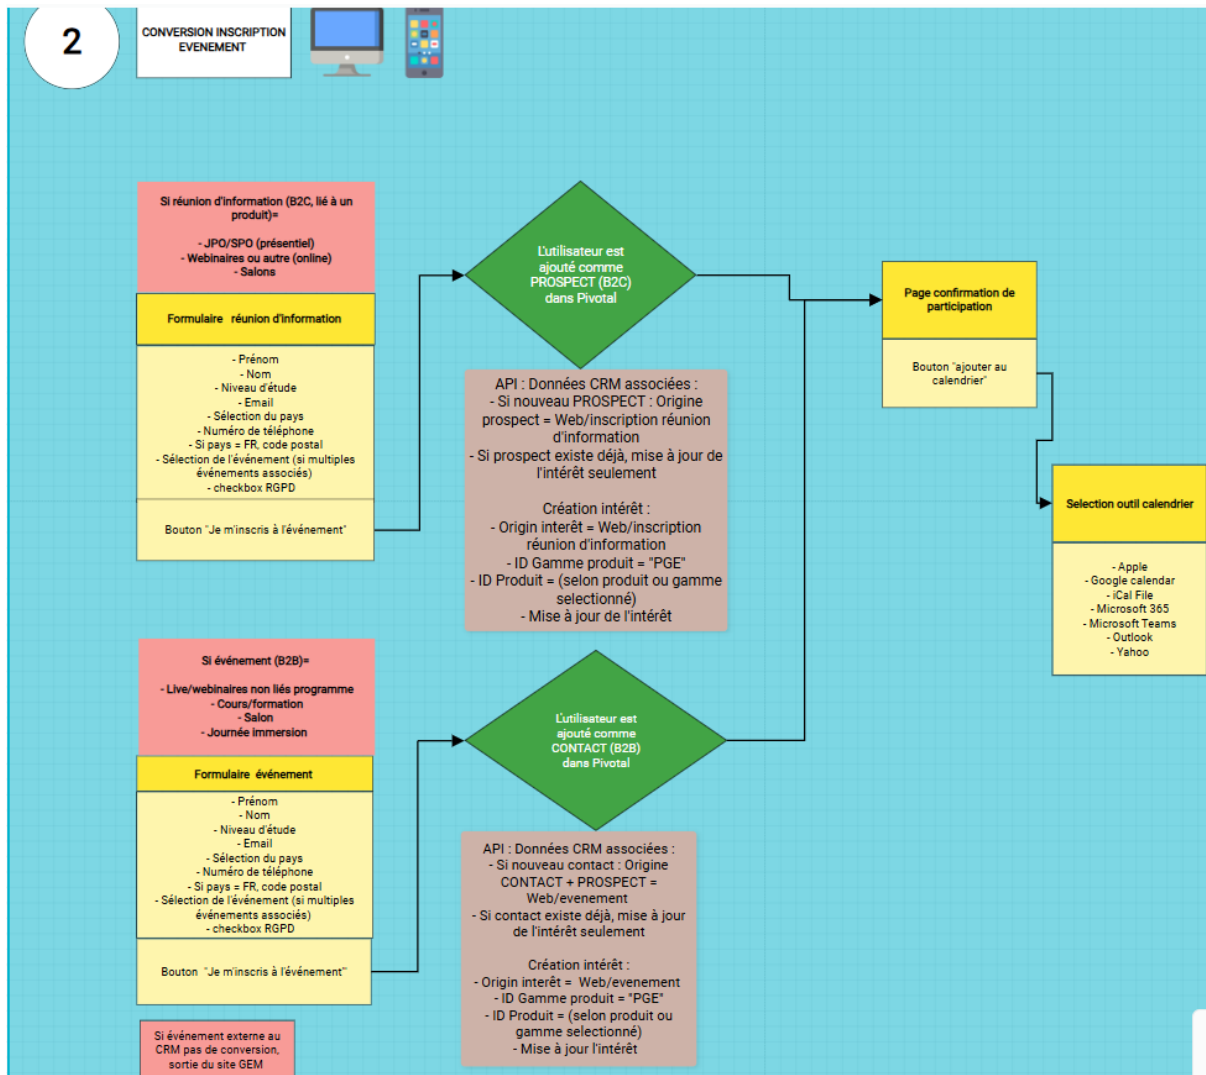 2
CONVERSION INSCRIPTION
EVENEMENT
Si réunion d'information (B2C, lié à un
produit)=
- JPO/SPO (présentiel)
- Webinaires ou autre (online)
- Salons
Formulaire réunion d'information
- Prénom
- Nom
- Niveau d'étude
- Email
- Sélection du pays
- Numéro de téléphone
- Si pays = FR, code postal
- Sélection de l'événement (si multiples
événements associés)
- checkbox RGPD
Bouton "Je m'inscris à l'événement"
L'utilisateur est
ajouté comme
PROSPECT (B2C)
dans Pivotal
API : Données CRM associées :
- Si nouveau PROSPECT : Origine
prospect = Web/inscription réunion
d'information
- Si prospect existe déjà, mise à jour de
l'intérêt seulement
Création intérêt :
- Origin interêt = Web/inscription
réunion d'information
- ID Gamme produit = "PGE"
- ID Produit = (selon produit ou gamme
selectionné)
- Mise à jour de l'intérêt
Page confirmation de
participation
Bouton "ajouter au
calendrier"
Selection outil calendrier
- Apple
- Google calendar
- iCal File
- Microsoft 365
- Microsoft Teams
- Outlook
- Yahoo
Si événement (B2B)=
- Live/webinaires non liés programme
- Cours/formation
- Salon
- Journée immersion
Formulaire événement
- Prénom
- Nom
- Niveau d'étude
- Email
- Sélection du pays
- Numéro de téléphone
- Si pays = FR, code postal
- Sélection de l'événement (si multiples
événements associés)
- checkbox RGPD
Bouton "Je m'inscris à l'événement"
L'utilisateur est
ajouté comme
CONTACT (B2B)
dans Pivotal
API : Données CRM associées :
- Si nouveau contact : Origine
CONTACT + PROSPECT =
Web/evenement
- Si contact existe déjà, mise à jour
de l'intérêt seulement
Création intérêt :
- Origin interêt = Web/evenement
- ID Gamme produit = "PGE"
- ID Produit = (selon produit ou
gamme selectionné)
- Mise à jour l'intérêt
Si événement externe au
CRM pas de conversion,
sortie du site GEM